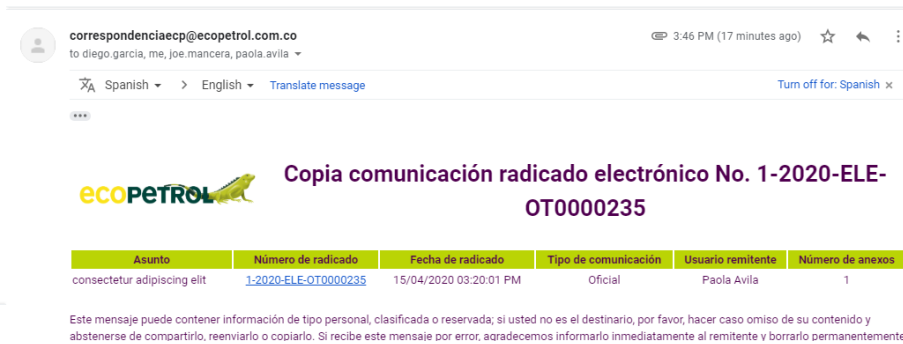 correspondenciaecp@ecopetrol.com.co
3:46 PM (17 minutes ago)
to diego.garcia, me, joe.mancera, paola.avila
Spanish > English Translate message
Turn off for: Spanish ×
ecopetrol
Copia comunicación radicado electrónico No. 1-2020-ELE-
OT0000235
Asunto Número de radicado Fecha de radicado Tipo de comunicación Usuario remitente Número de anexos
consectetur adipiscing elit 1-2020-ELE-OT0000235 15/04/2020 03:20:01 PM Oficial Paola Avila 1
Este mensaje puede contener información de tipo personal, clasificada o reservada; si usted no es el destinario, por favor, hacer caso omiso de su contenido y
abstenerse de compartirlo, reenviarlo o copiarlo. Si recibe este mensaje por error, agradecemos informarlo inmediatamente al remitente y borrarlo permanentemente